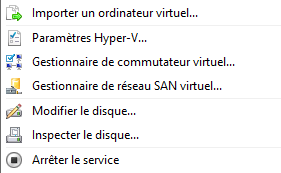 Importer un ordinateur virtuel...
Paramètres Hyper-V...
Gestionnaire de commutateur virtuel...
Gestionnaire de réseau SAN virtuel...
Modifier le disque...
Inspecter le disque...
Arrêter le service